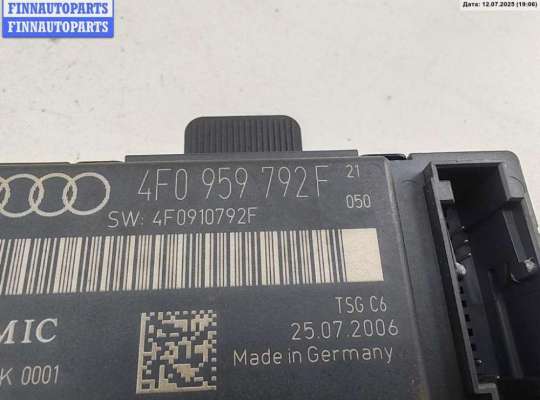 FINNAUTOPARTS
FINNAUTOPARTS
Дата: 12.07.2025 (19:06)
4F0 959 792F 21
050
SW: 4F0910792F
MIC
TSG C6
25.07.2006
K 0001
Made in Germany